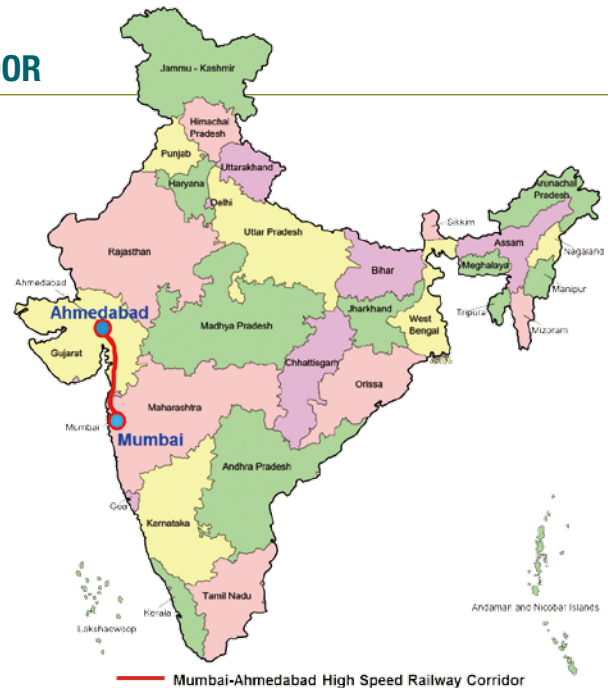 OOR
Jammu - Kashmir
Himachal
Pradesh
Punjab
Uttarakhand
Haryana
Delhi
Arunachal
Pradesh
Sikkim
Uttar Pradesh
Rajasthan
Assam
Nagaland
Bihar
Meghalaya
Ahmedabad
Manipur
Jharkhand
Ahmedabad
Tripura
West
Bengal
Madhya Pradesh
Mizoram
Gujarat
Chhattisgarh
Orissa
Maharashtra
Mumbai
Mumbai
Andhra Pradesh
Goa
Karnataka
Tamil Nadu
Kerala
Andaman and Nicobar Islands
Mumbai-Ahmedabad High Speed Railway Corridor